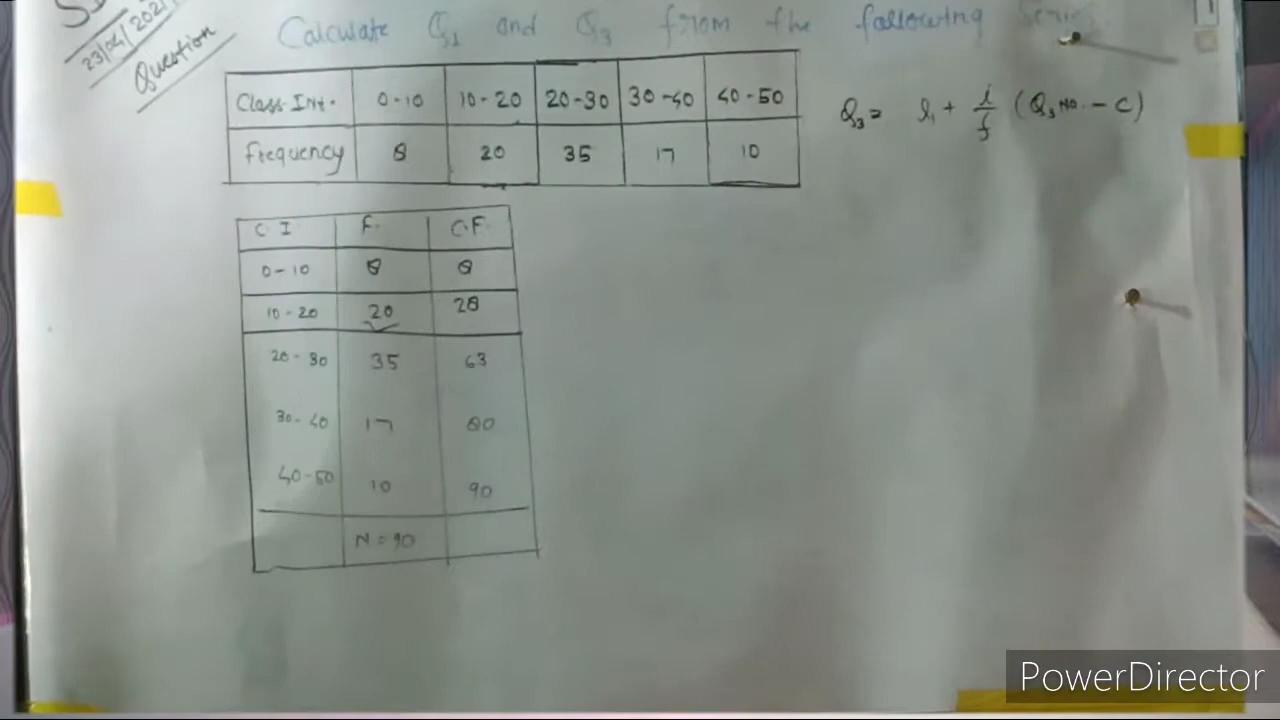 23/04/2021
Question
Calculate Q1 and Q3 from the following
Class Int. 0-10 10-20 20-30 30-40 40-50
Frequency 8 20 35 17 10
Q3 = l1 + i/f (Q3 No. - C)
C.I F. C.F.
0-10 8 8
10-20 20 28
20-30 35 63
30-40 17 80
40-50 10 90
N = 90
PowerDirector